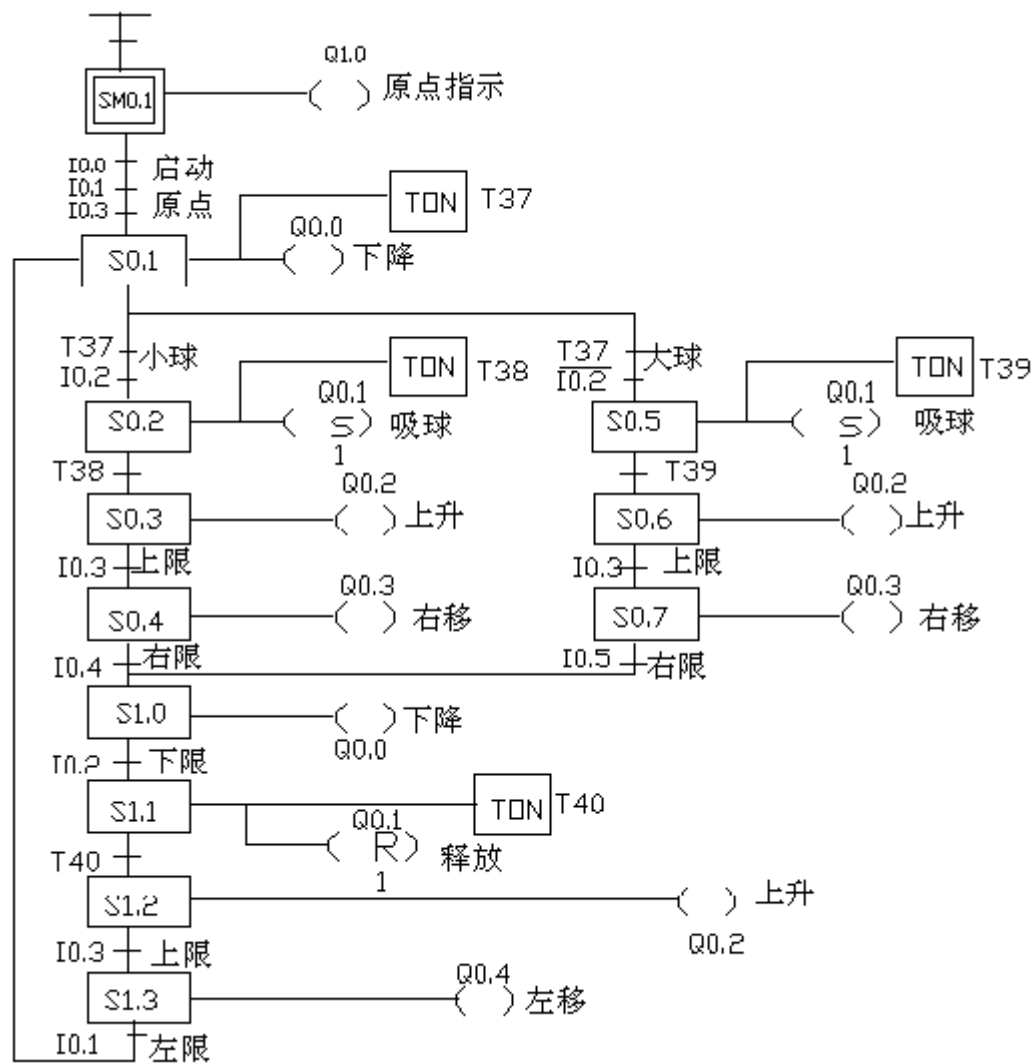 Q1.0
SM0.1
原点指示
I0.0 启动
I0.1
I0.3 原点
TON T37
Q0.0
S0.1 下降
T37 小球
I0.2
T37 大球
I0.2
TON T38
TON T39
Q0.1
S0.2 S 吸球
1
Q0.1
S0.5 S 吸球
1
T38
T39
Q0.2
S0.3 上升
Q0.2
S0.6 上升
I0.3 上限
I0.3 上限
Q0.3
S0.4 右移
Q0.3
S0.7 右移
I0.4 右限
I0.5 右限
S1.0 下降
Q0.0
I0.2 下限
S1.1 TON T40
Q0.1
R 释放
1
T40
S1.2 上升
Q0.2
I0.3 上限
Q0.4
S1.3 左移
I0.1 左限